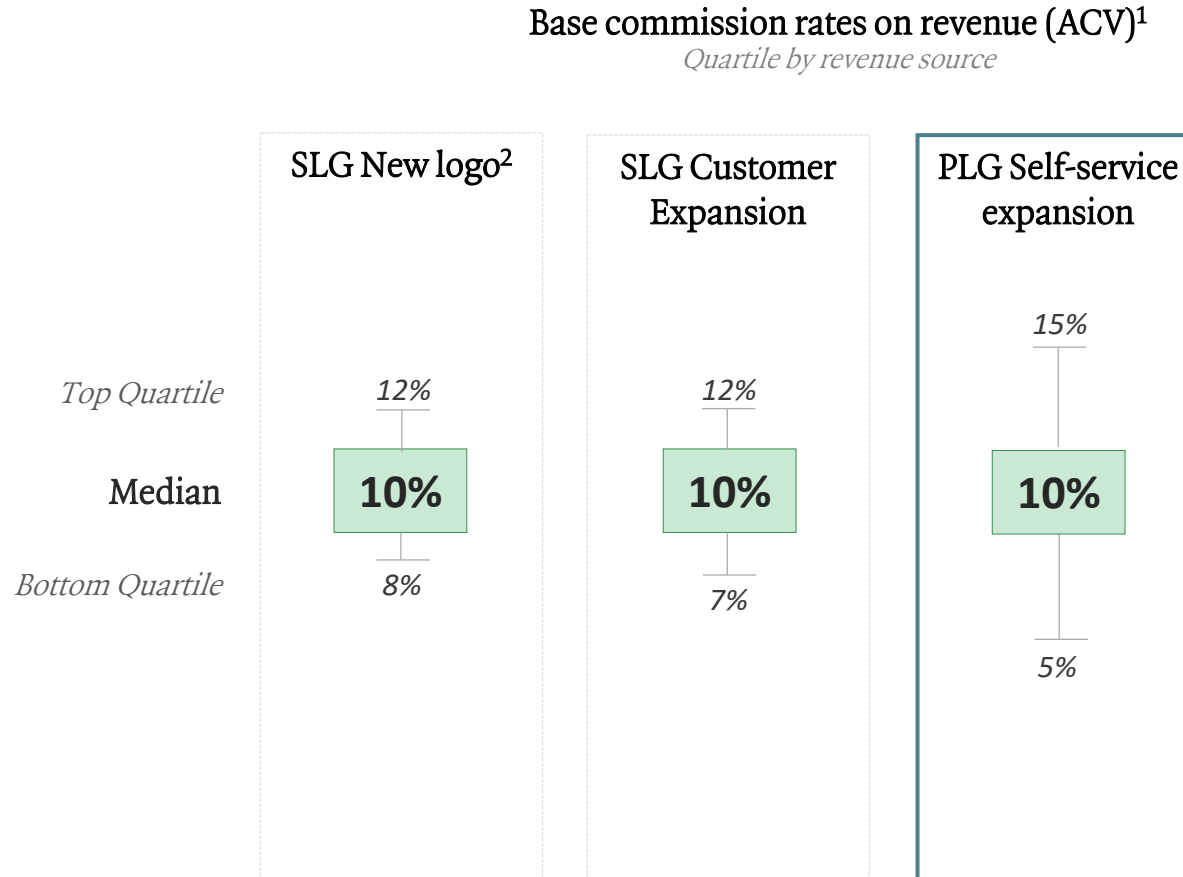 Base commission rates on revenue (ACV)¹
Quartile by revenue source
SLG New logo²
SLG Customer
Expansion
PLG Self-service
expansion
15%
Top Quartile
12%
12%
Median
10%
10%
10%
Bottom Quartile
8%
7%
5%